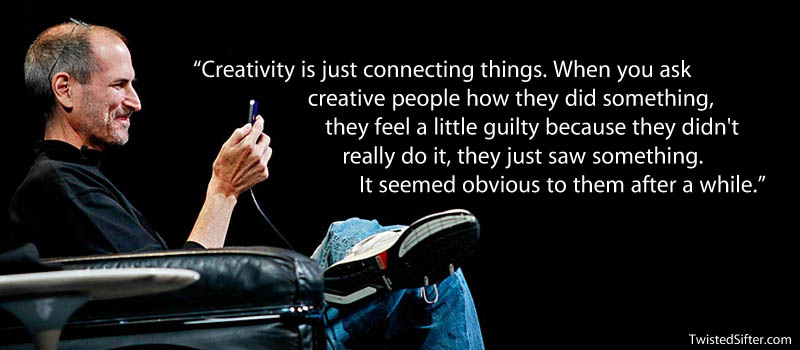 “Creativity is just connecting things. When you ask
creative people how they did something,
they feel a little guilty because they didn't
really do it, they just saw something.
It seemed obvious to them after a while.”
TwistedSifter.com